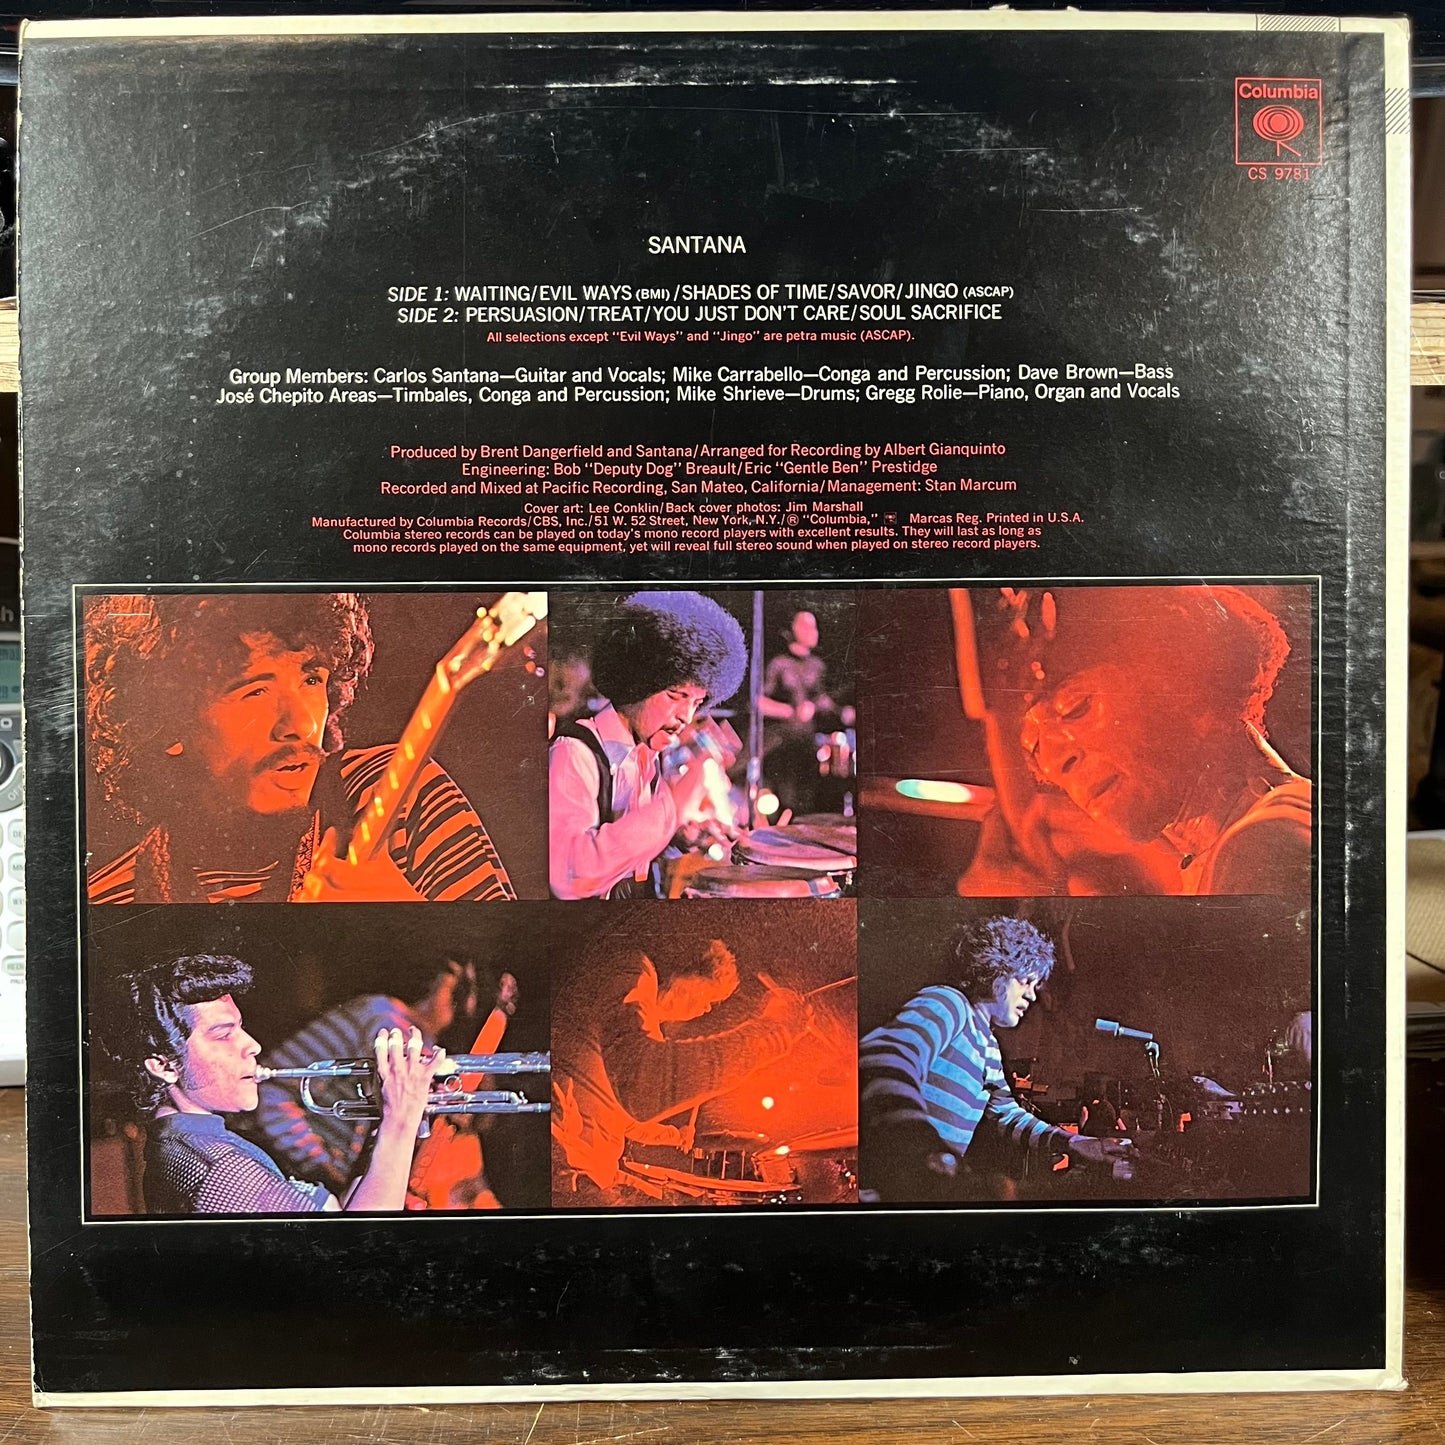 Columbia
CS 9781
SANTANA
SIDE 1: WAITING/EVIL WAYS (BMI) /SHADES OF TIME/SAVOR/JINGO (ASCAP)
SIDE 2: PERSUASION/TREAT/YOU JUST DON'T CARE/SOUL SACRIFICE
All selections except "Evil Ways" and "Jingo" are petra music (ASCAP).
Group Members: Carlos Santana—Guitar and Vocals; Mike Carrabello—Conga and Percussion; Dave Brown—Bass
José Chepito Areas—Timbales, Conga and Percussion; Mike Shrieve—Drums; Gregg Rolie—Piano, Organ and Vocals
Produced by Brent Dangerfield and Santana/Arranged for Recording by Albert Gianquinto
Engineering: Bob "Deputy Dog" Breault/Eric "Gentle Ben" Prestidge
Recorded and Mixed at Pacific Recording, San Mateo, California/Management: Stan Marcum
Cover art: Lee Conklin/Back cover photos: Jim Marshall
Manufactured by Columbia Records/CBS, Inc./51 W. 52 Street, New York, N.Y./® "Columbia," Marcas Reg. Printed in U.S.A.
Columbia stereo records can be played on today's mono record players with excellent results. They will last as long as
mono records played on the same equipment, yet will reveal full stereo sound when played on stereo record players.